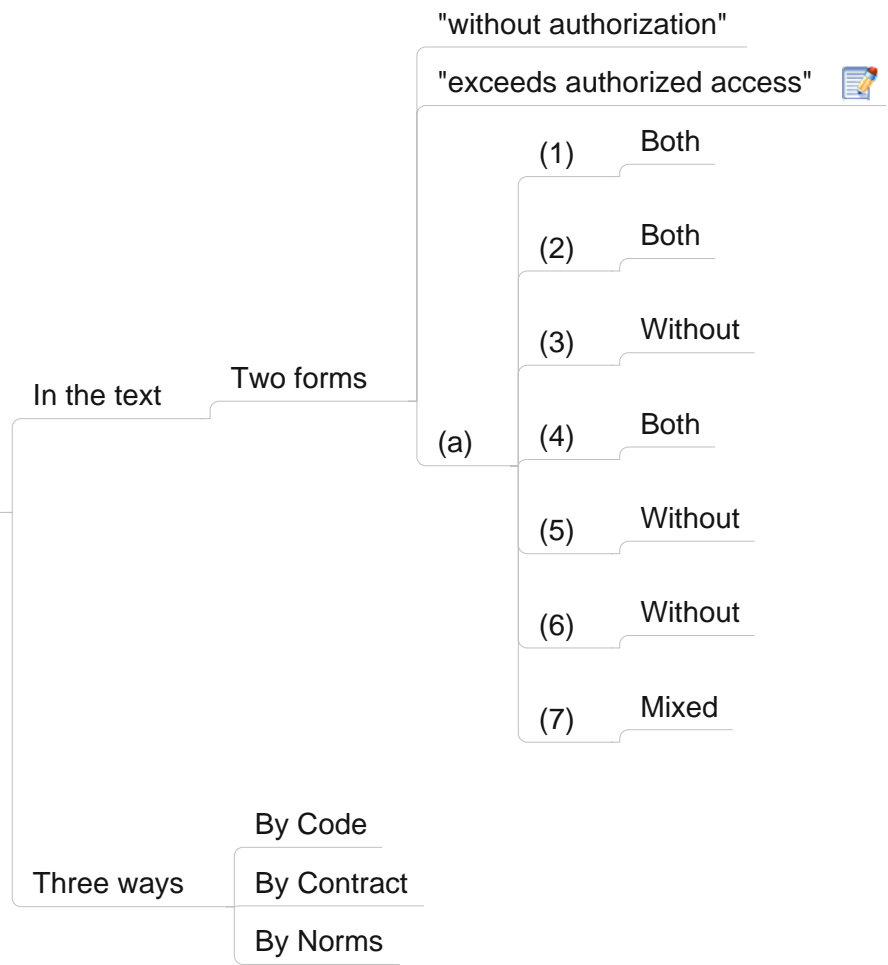 "without authorization"
"exceeds authorized access"
(1) Both
(2) Both
(3) Without
In the text
Two forms
(a)
(4) Both
(5) Without
(6) Without
(7) Mixed
By Code
Three ways
By Contract
By Norms